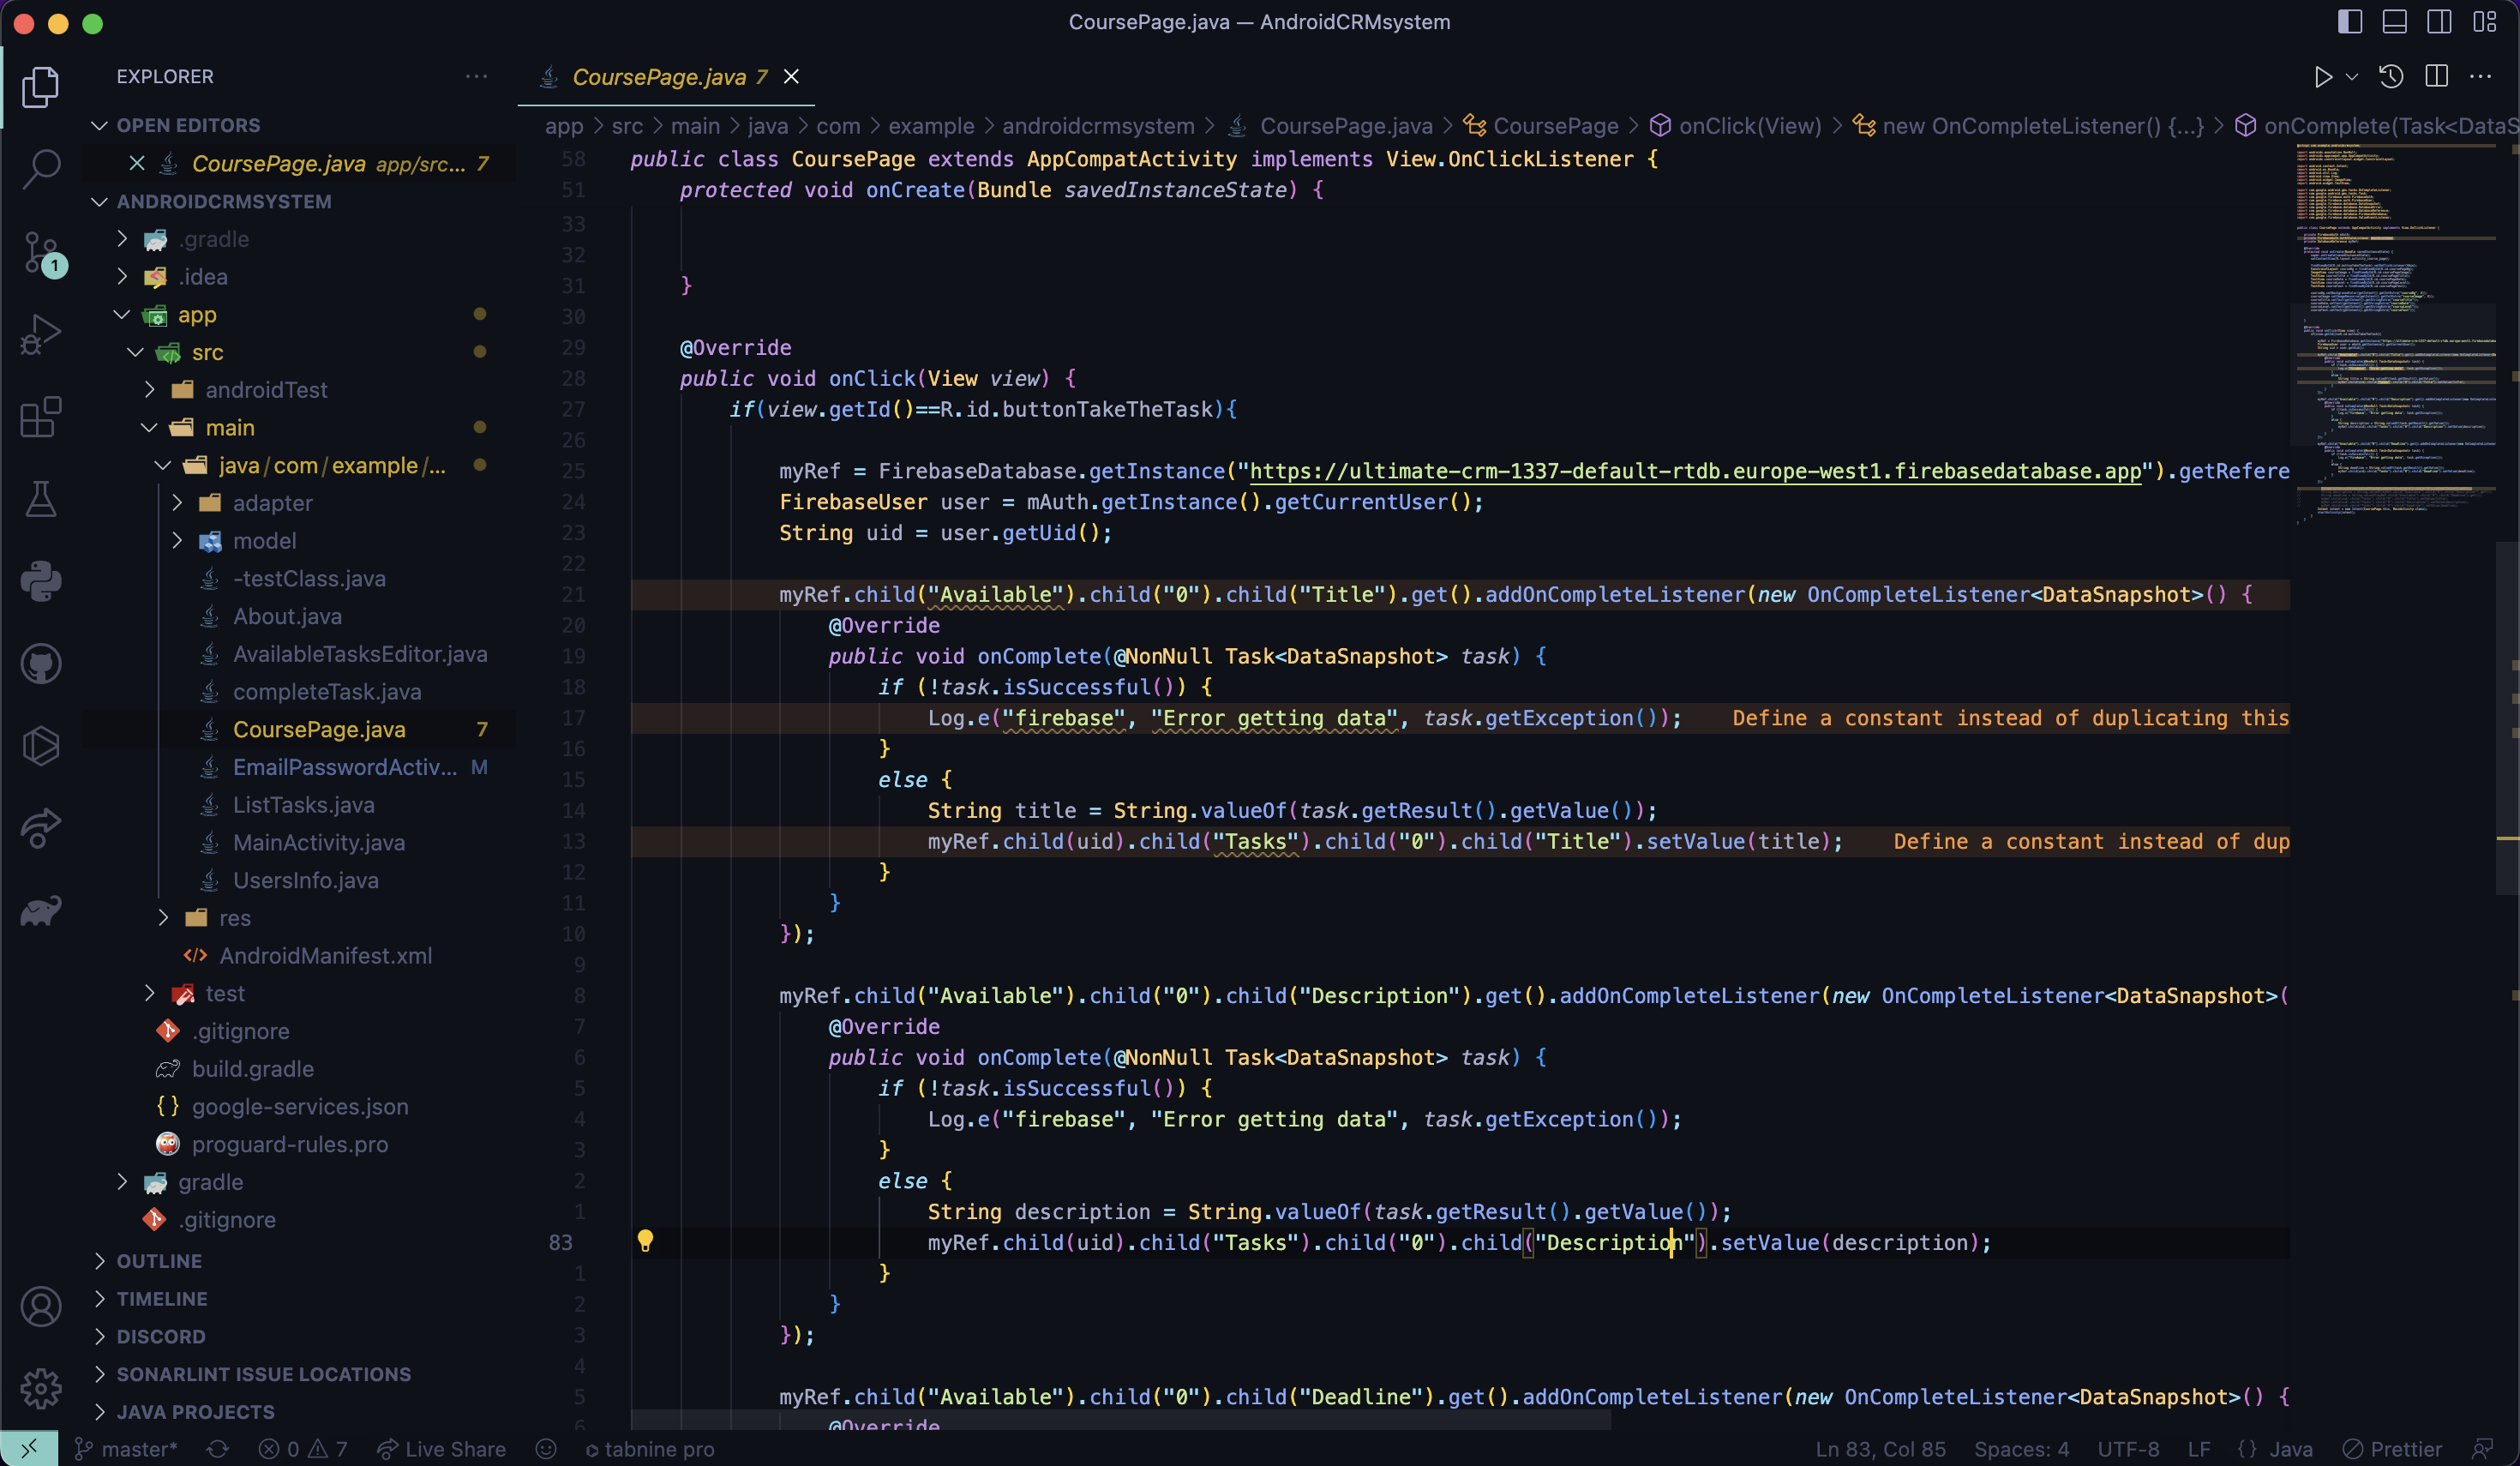 CoursePage.java — AndroidCRMsystem
EXPLORER
OPEN EDITORS
CoursePage.java app/src... 7
ANDROIDCRMSYSTEM
.gradle
.idea
app
src
androidTest
main
java/com/example/...
adapter
model
-testClass.java
About.java
AvailableTasksEditor.java
completeTask.java
CoursePage.java 7
EmailPasswordActiv... M
ListTasks.java
MainActivity.java
UsersInfo.java
res
AndroidManifest.xml
test
.gitignore
build.gradle
google-services.json
proguard-rules.pro
gradle
.gitignore
OUTLINE
TIMELINE
DISCORD
SONARLINT ISSUE LOCATIONS
JAVA PROJECTS
1
CoursePage.java 7
app > src > main > java > com > example > androidcrmsystem > CoursePage.java > CoursePage > onClick(View) > new OnCompleteListener() {...} > onComplete(Task<DataS
58 public class CoursePage extends AppCompatActivity implements View.OnClickListener {
51 protected void onCreate(Bundle savedInstanceState) {
33
32
31 }
30
29 @Override
28 public void onClick(View view) {
27 if(view.getId()==R.id.buttonTakeTheTask){
26
25 myRef = FirebaseDatabase.getInstance("https://ultimate-crm-1337-default-rtdb.europe-west1.firebasedatabase.app").getRefere
24 FirebaseUser user = mAuth.getInstance().getCurrentUser();
23 String uid = user.getUid();
22
21 myRef.child("Available").child("0").child("Title").get().addOnCompleteListener(new OnCompleteListener<DataSnapshot>() {
20 @Override
19 public void onComplete(@NonNull Task<DataSnapshot> task) {
18 if (!task.isSuccessful()) {
17 Log.e("firebase", "Error getting data", task.getException()); Define a constant instead of duplicating this
16 }
15 else {
14 String title = String.valueOf(task.getResult().getValue());
13 myRef.child(uid).child("Tasks").child("0").child("Title").setValue(title); Define a constant instead of dup
12 }
11 }
10 });
9
8 myRef.child("Available").child("0").child("Description").get().addOnCompleteListener(new OnCompleteListener<DataSnapshot>(
7 @Override
6 public void onComplete(@NonNull Task<DataSnapshot> task) {
5 if (!task.isSuccessful()) {
4 Log.e("firebase", "Error getting data", task.getException());
3 }
2 else {
1 String description = String.valueOf(task.getResult().getValue());
83 myRef.child(uid).child("Tasks").child("0").child("Description").setValue(description);
1 }
2 }
3 });
4
5 myRef.child("Available").child("0").child("Deadline").get().addOnCompleteListener(new OnCompleteListener<DataSnapshot>() {
6 @Override
master* 0 7 Live Share tabnine pro Ln 83, Col 85 Spaces: 4 UTF-8 LF {} Java Prettier